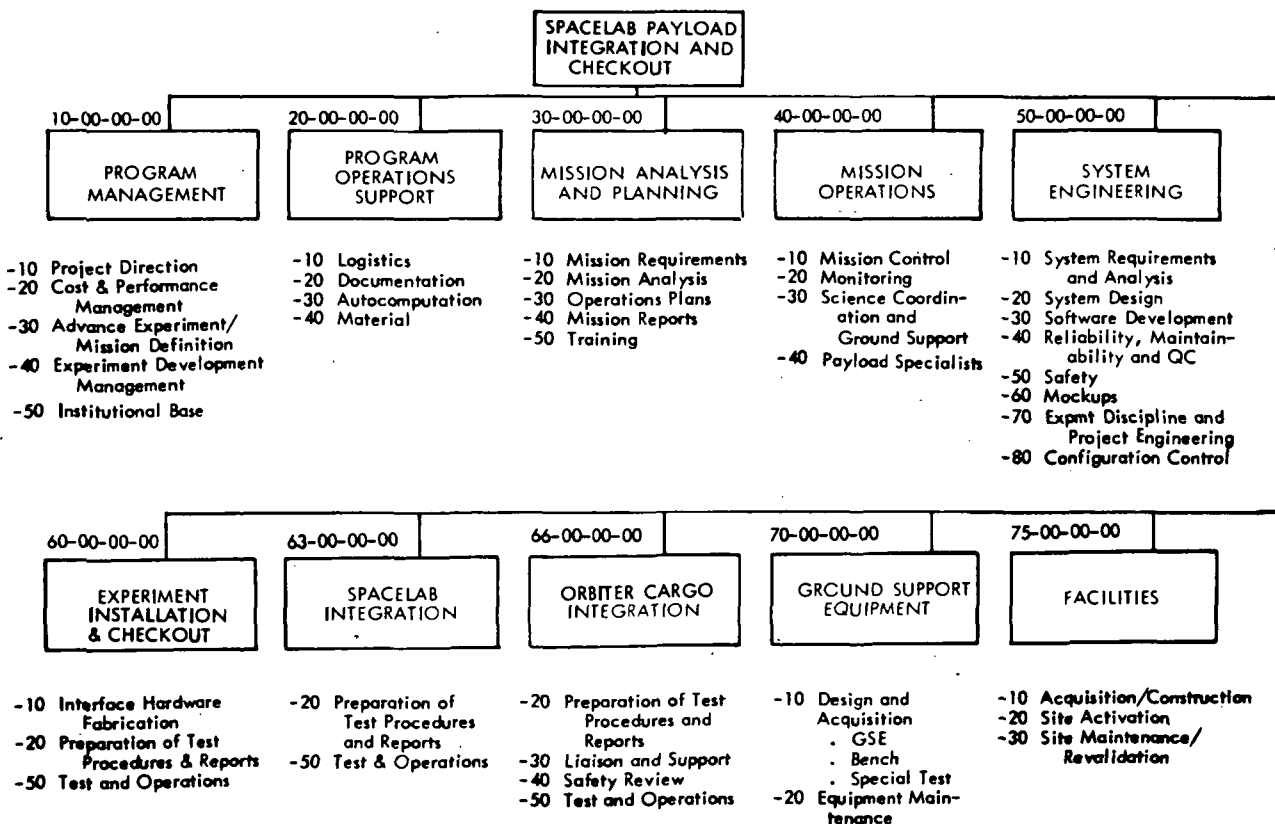 SPACELAB PAYLOAD
INTEGRATION AND
CHECKOUT
10-00-00-00
PROGRAM
MANAGEMENT
-10 Project Direction
-20 Cost & Performance
Management
-30 Advance Experiment/
Mission Definition
-40 Experiment Development
Management
-50 Institutional Base
20-00-00-00
PROGRAM
OPERATIONS
SUPPORT
-10 Logistics
-20 Documentation
-30 Autocomputation
-40 Material
30-00-00-00
MISSION ANALYSIS
AND PLANNING
-10 Mission Requirements
-20 Mission Analysis
-30 Operations Plans
-40 Mission Reports
-50 Training
40-00-00-00
MISSION
OPERATIONS
-10 Mission Control
-20 Monitoring
-30 Science Coordin-
ation and
Ground Support
-40 Payload Specialists
50-00-00-00
SYSTEM
ENGINEERING
-10 System Requirements
and Analysis
-20 System Design
-30 Software Development
-40 Reliability, Maintain-
ability and QC
-50 Safety
-60 Mockups
-70 Expmt Discipline and
Project Engineering
-80 Configuration Control
60-00-00-00
EXPERIMENT
INSTALLATION
& CHECKOUT
-10 Interface Hardware
Fabrication
-20 Preparation of Test
Procedures & Reports
-50 Test and Operations
63-00-00-00
SPACELAB
INTEGRATION
-20 Preparation of
Test Procedures
and Reports
-50 Test & Operations
66-00-00-00
ORBITER CARGO
INTEGRATION
-20 Preparation of Test
Procedures and
Reports
-30 Liaison and Support
-40 Safety Review
-50 Test and Operations
70-00-00-00
GRCUND SUPPORT
EQUIPMENT
-10 Design and
Acquisition
. GSE
. Bench
. Special Test
-20 Equipment Main-
tenance
75-00-00-00
FACILITIES
-10 Acquisition/Construction
-20 Site Activation
-30 Site Maintenance/
Revalidation